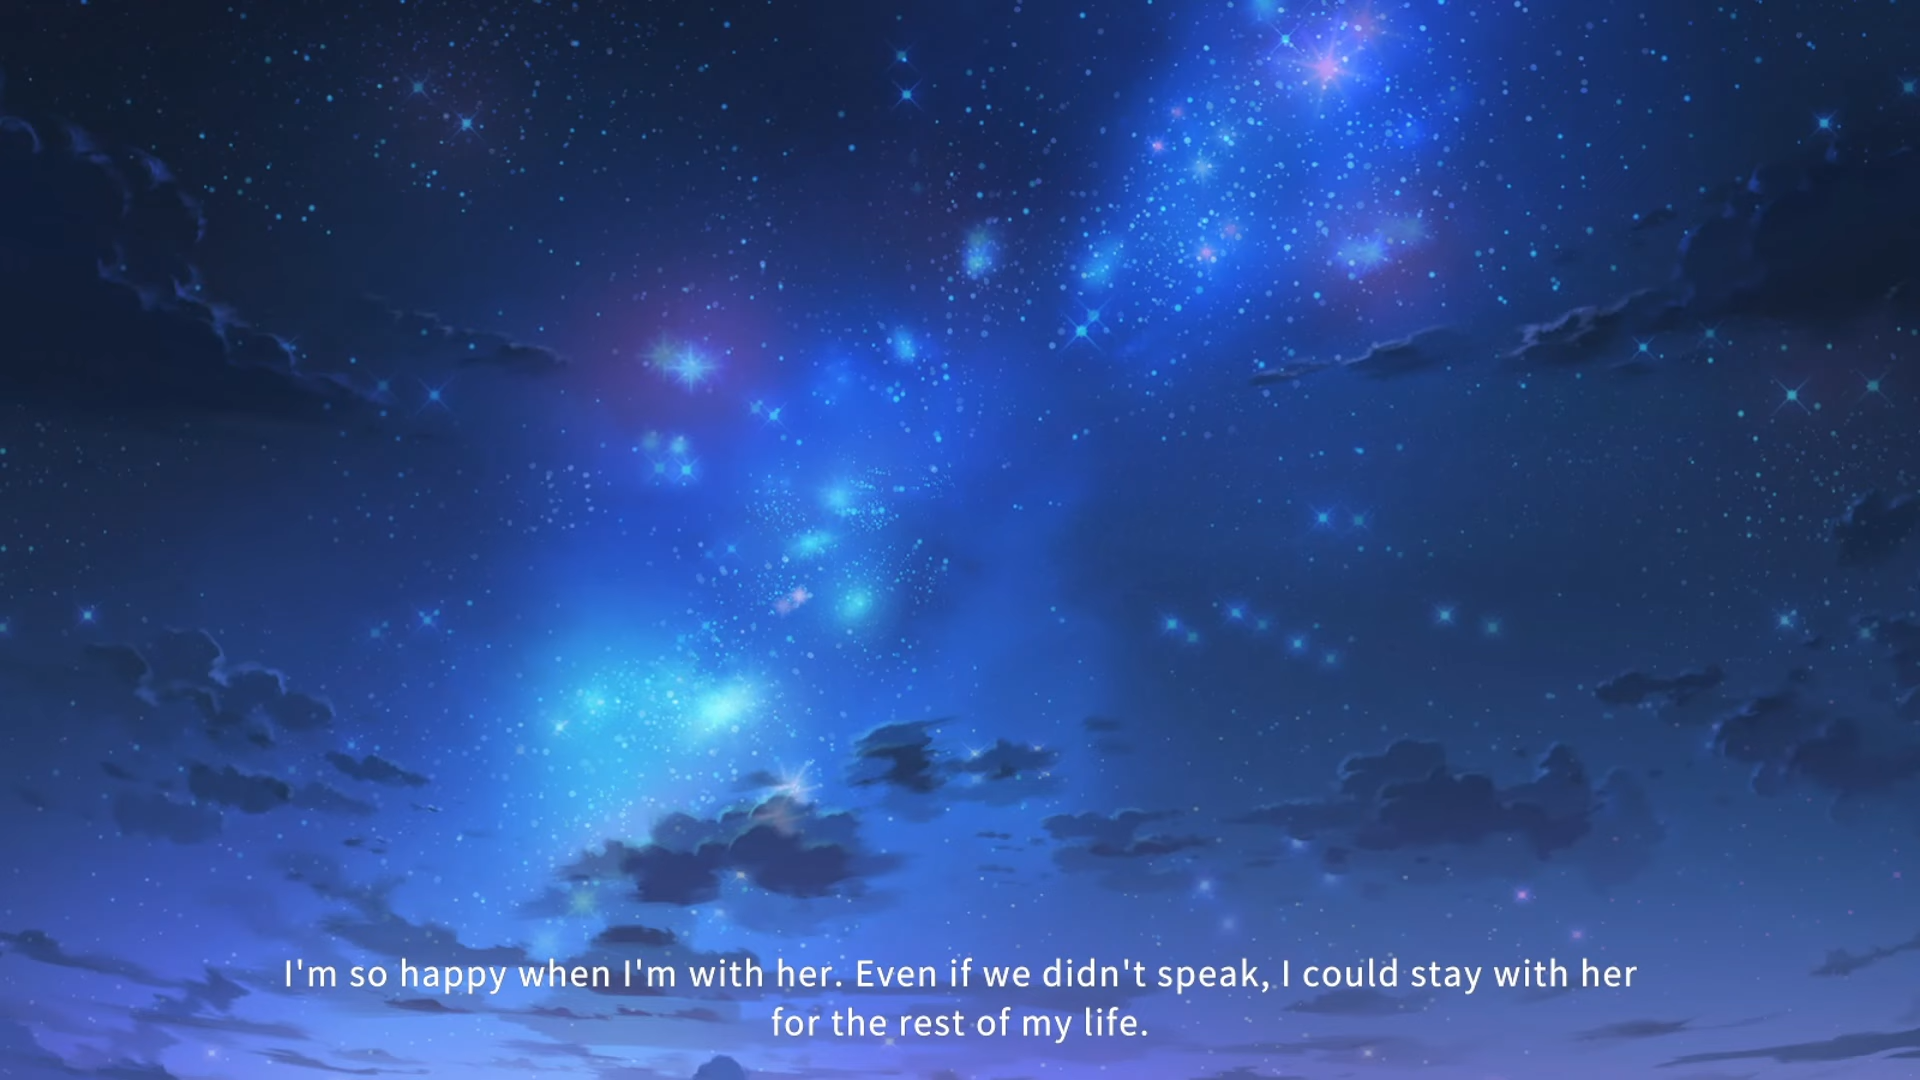 I'm so happy when I'm with her. Even if we didn't speak, I could stay with her
for the rest of my life.